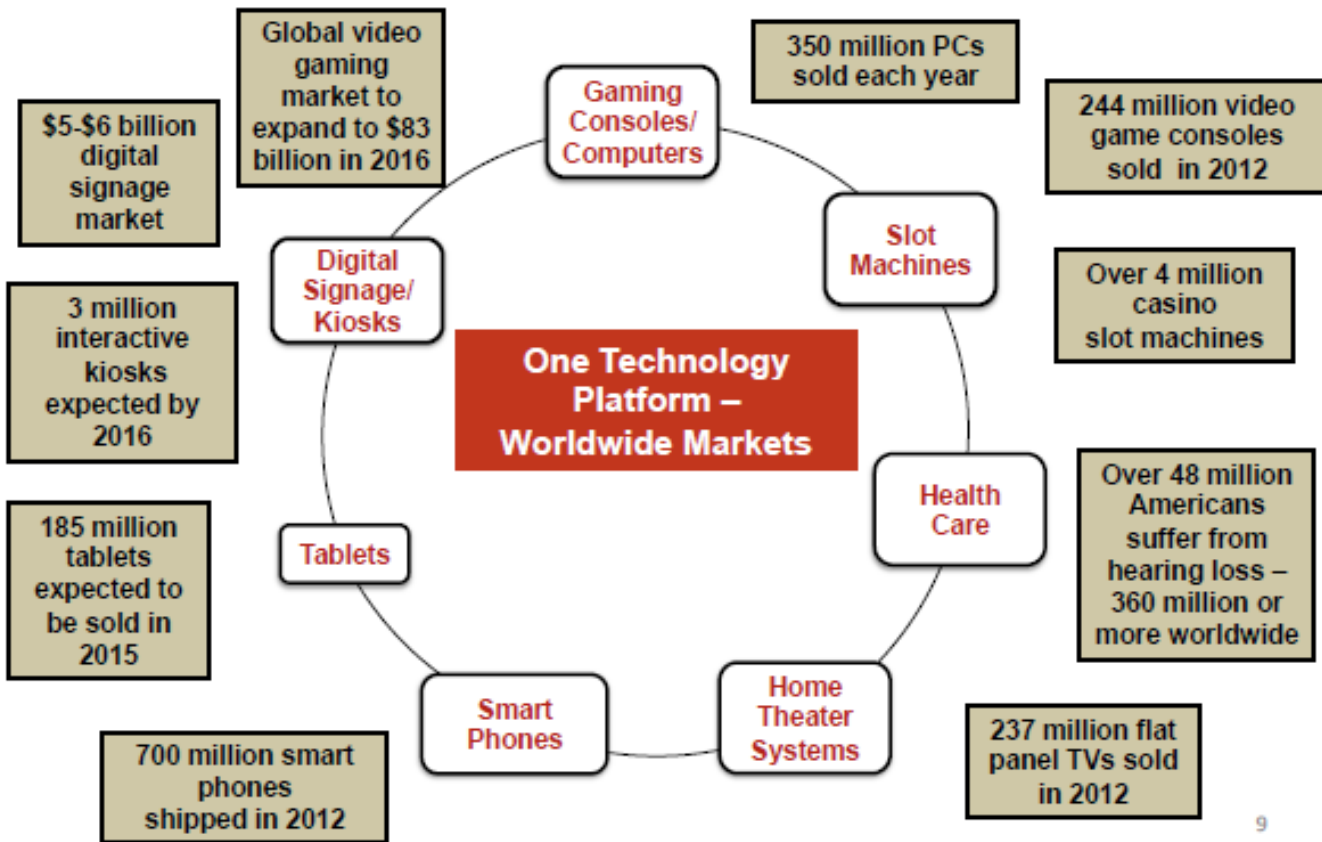 Global video
gaming
market to
expand to $83
billion in 2016
350 million PCs
sold each year
Gaming
Consoles/
Computers
$5-$6 billion
digital
signage
market
244 million video
game consoles
sold in 2012
Slot
Machines
Digital
Signage/
Kiosks
Over 4 million
casino
slot machines
3 million
interactive
kiosks
expected by
2016
One Technology
Platform –
Worldwide Markets
Health
Care
Over 48 million
Americans
suffer from
hearing loss –
360 million or
more worldwide
Tablets
185 million
tablets
expected to
be sold in
2015
Smart
Phones
Home
Theater
Systems
237 million flat
panel TVs sold
in 2012
700 million smart
phones
shipped in 2012
9